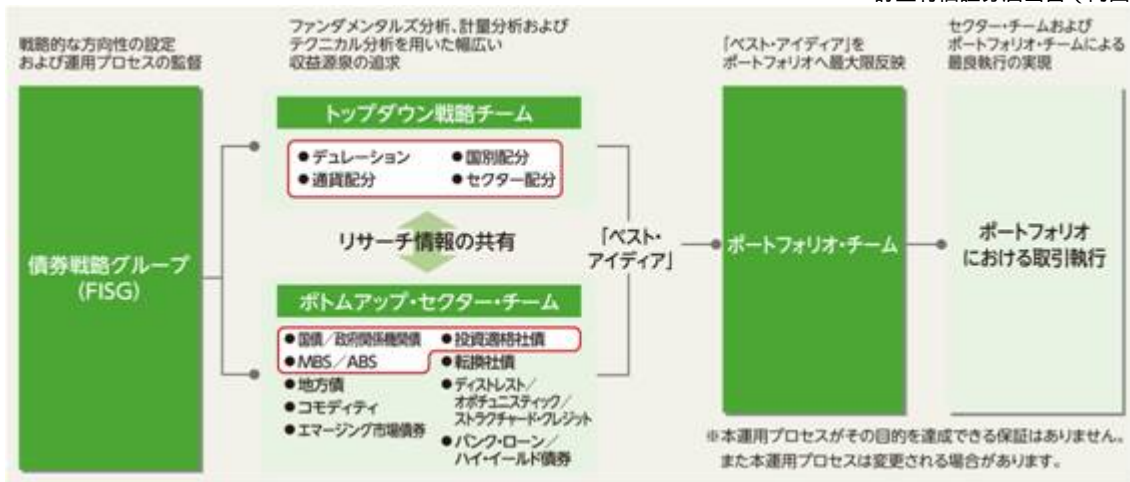 戦略的な方向性の設定
および運用プロセスの監督
ファンダメンタルズ分析、計量分析および
テクニカル分析を用いた幅広い
収益源泉の追求
「ベスト・アイディア」を
ポートフォリオへ最大限反映
セクター・チームおよび
ポートフォリオ・チームによる
最良執行の実現
債券戦略グループ
(FISG)
トップダウン戦略チーム
●デュレーション
●国別配分
●通貨配分
●セクター配分
リサーチ情報の共有
ボトムアップ・セクター・チーム
●国債/政府関係機関債
●投資適格社債
●MBS/ABS
●転換社債
●地方債
●ディストレスト/
オポチュニスティック/
ストラクチャード・クレジット
●コモディティ
●エマージング市場債券
●バンク・ローン/
ハイ・イールド債券
「ベスト・
アイディア」
ポートフォリオ・チーム
ポートフォリオ
における取引執行
※本運用プロセスがその目的を達成できる保証はありません。
また本運用プロセスは変更される場合があります。